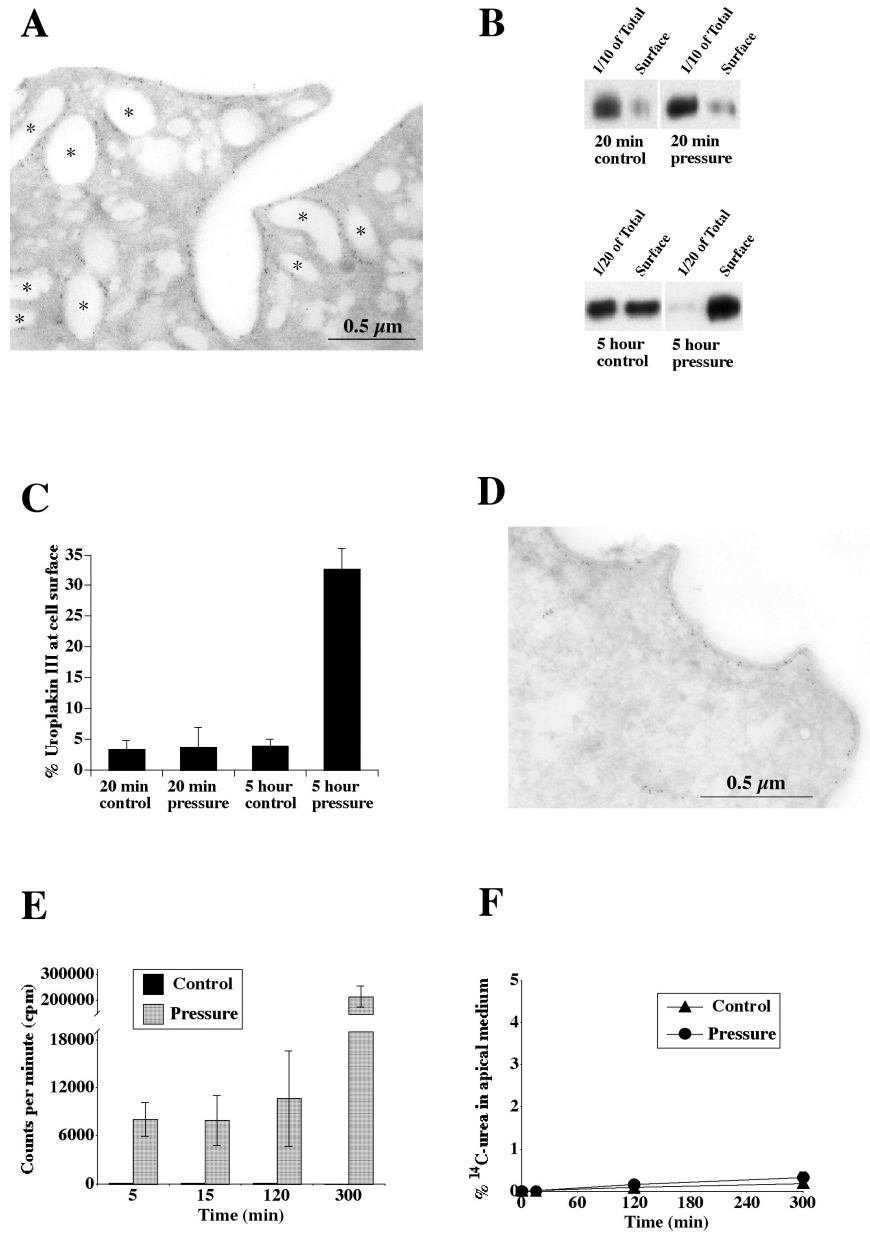 A
*
*
*
*
*
*
*
*
*
0.5 µm
B
1/10 of Total
Surface
1/10 of Total
Surface
20 min control
20 min pressure
1/20 of Total
Surface
1/20 of Total
Surface
5 hour control
5 hour pressure
C
% Uroplakin III at cell surface
35
30
25
20
15
10
5
0
20 min control
20 min pressure
5 hour control
5 hour pressure
D
0.5 µm
E
Counts per minute (cpm)
300000
200000
18000
12000
6000
0
Control
Pressure
5
15
120
300
Time (min)
F
% 14C-urea in apical medium
5
4
3
2
1
0
Control
Pressure
0
60
120
180
240
300
Time (min)